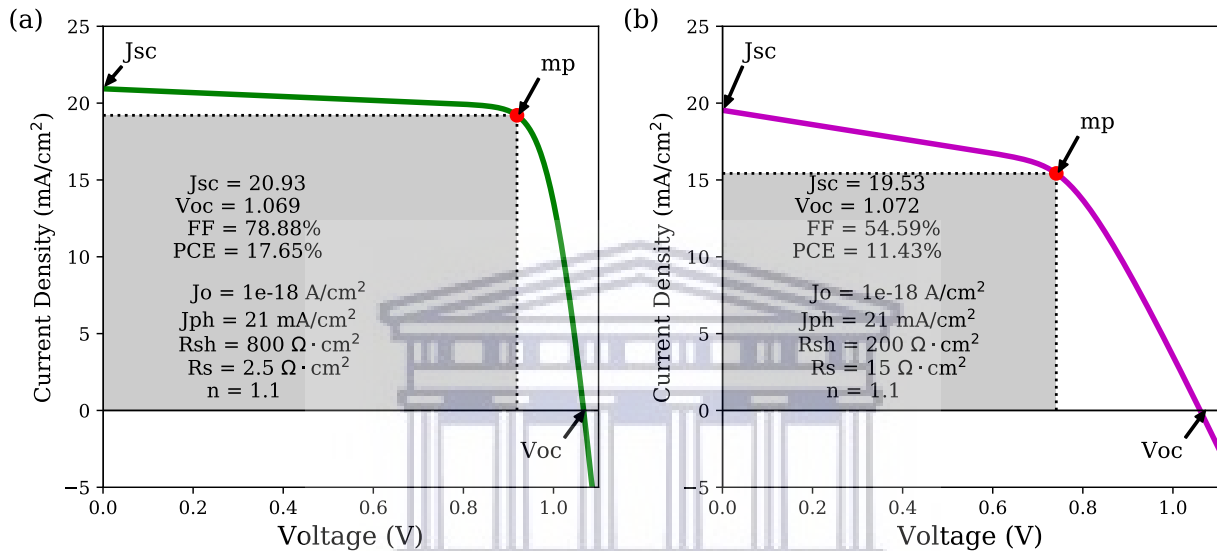 (a)
25
20
15
10
5
0
−5
Current Density (mA/cm²)
Jsc
mp
Jsc = 20.93
Voc = 1.069
FF = 78.88%
PCE = 17.65%
Jo = 1e-18 A/cm²
Jph = 21 mA/cm²
Rsh = 800 Ω·cm²
Rs = 2.5 Ω·cm²
n = 1.1
Voc
0.0 0.2 0.4 0.6 0.8 1.0
Voltage (V)
(b)
25
20
15
10
5
0
−5
Current Density (mA/cm²)
Jsc
mp
Jsc = 19.53
Voc = 1.072
FF = 54.59%
PCE = 11.43%
Jo = 1e-18 A/cm²
Jph = 21 mA/cm²
Rsh = 200 Ω·cm²
Rs = 15 Ω·cm²
n = 1.1
Voc
0.0 0.2 0.4 0.6 0.8 1.0
Voltage (V)